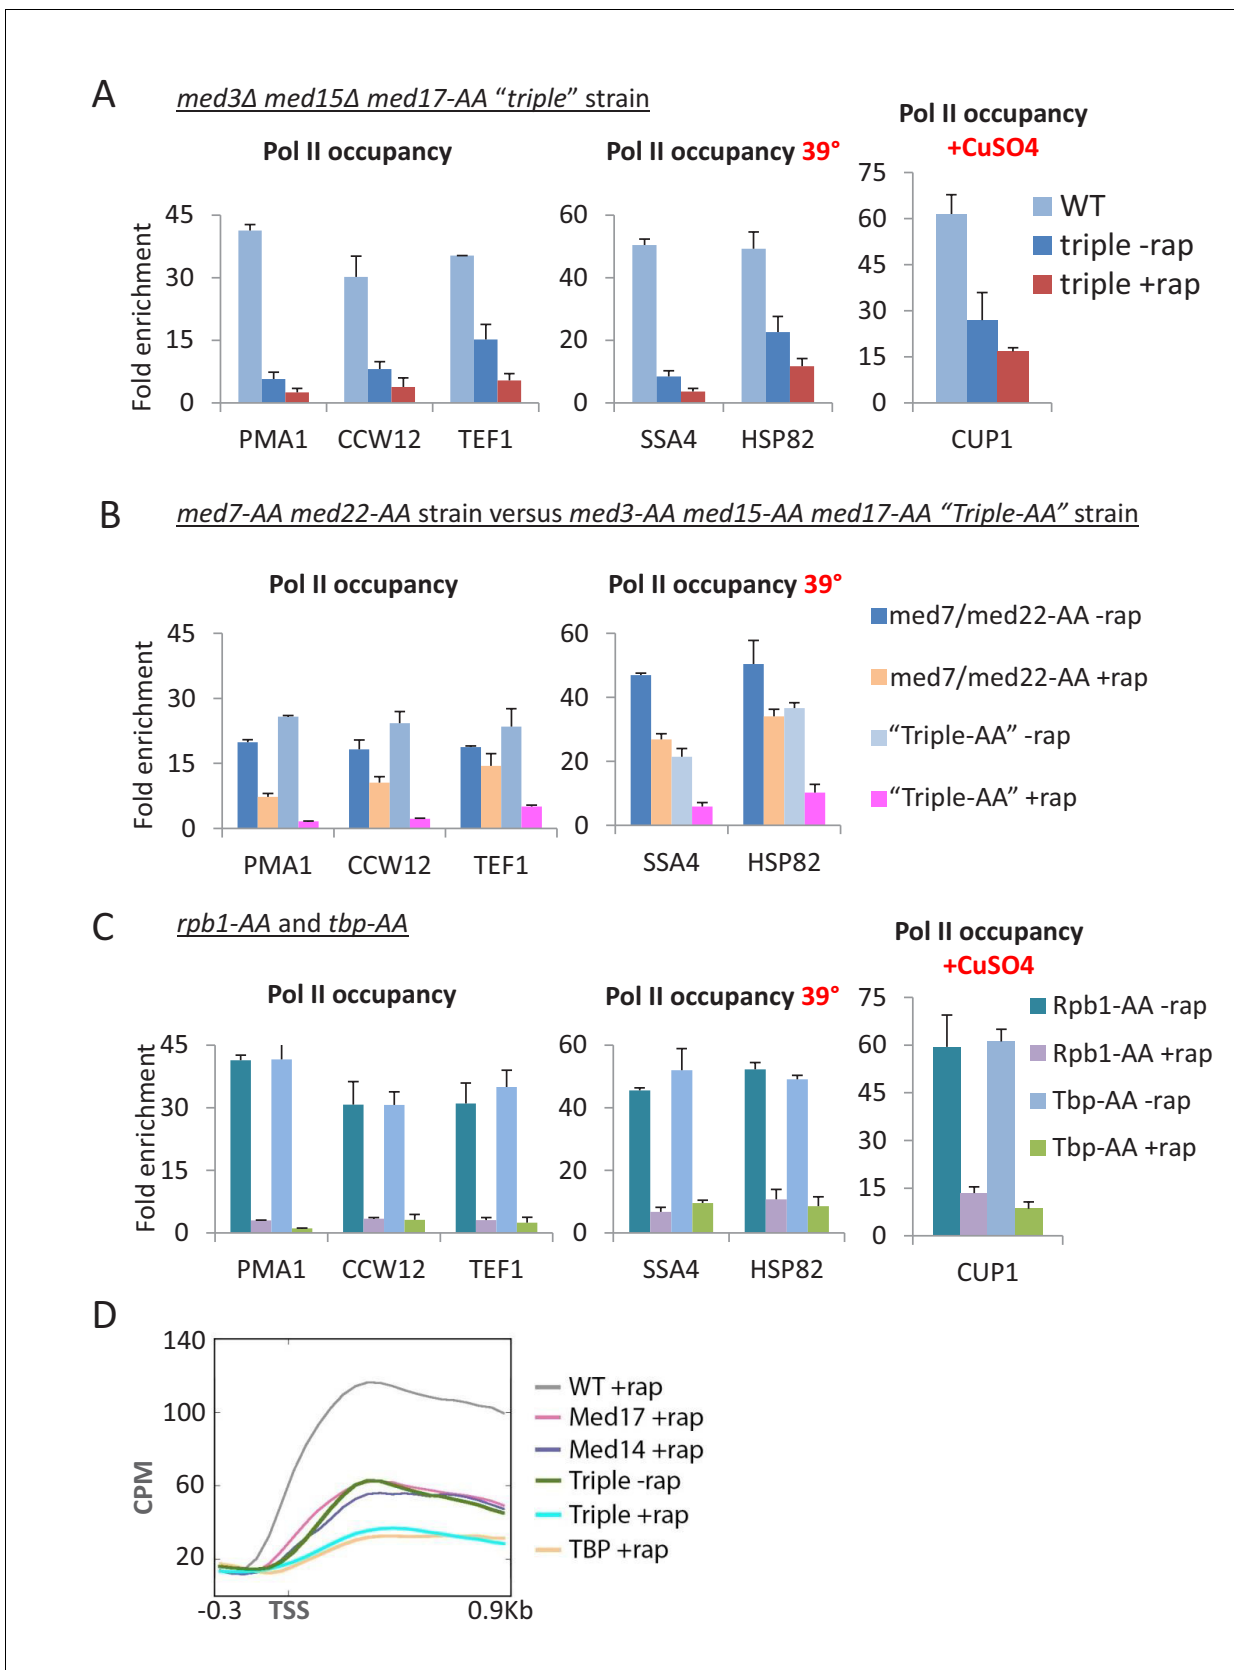 A
med3Δ med15Δ med17-AA “triple” strain
Pol II occupancy
Pol II occupancy 39°
Pol II occupancy
+CuSO4
Fold enrichment
45
30
15
0
PMA1 CCW12 TEF1
60
40
20
0
SSA4 HSP82
75
60
45
30
15
0
CUP1
WT
triple -rap
triple +rap
B
med7-AA med22-AA strain versus med3-AA med15-AA med17-AA “Triple-AA” strain
Pol II occupancy
Pol II occupancy 39°
Fold enrichment
45
30
15
0
PMA1 CCW12 TEF1
60
40
20
0
SSA4 HSP82
med7/med22-AA -rap
med7/med22-AA +rap
“Triple-AA” -rap
“Triple-AA” +rap
C
rpb1-AA and tbp-AA
Pol II occupancy
Pol II occupancy 39°
Pol II occupancy
+CuSO4
Fold enrichment
45
30
15
0
PMA1 CCW12 TEF1
60
40
20
0
SSA4 HSP82
75
60
45
30
15
0
CUP1
Rpb1-AA -rap
Rpb1-AA +rap
Tbp-AA -rap
Tbp-AA +rap
D
CPM
140
100
60
20
-0.3 TSS 0.9Kb
WT +rap
Med17 +rap
Med14 +rap
Triple -rap
Triple +rap
TBP +rap